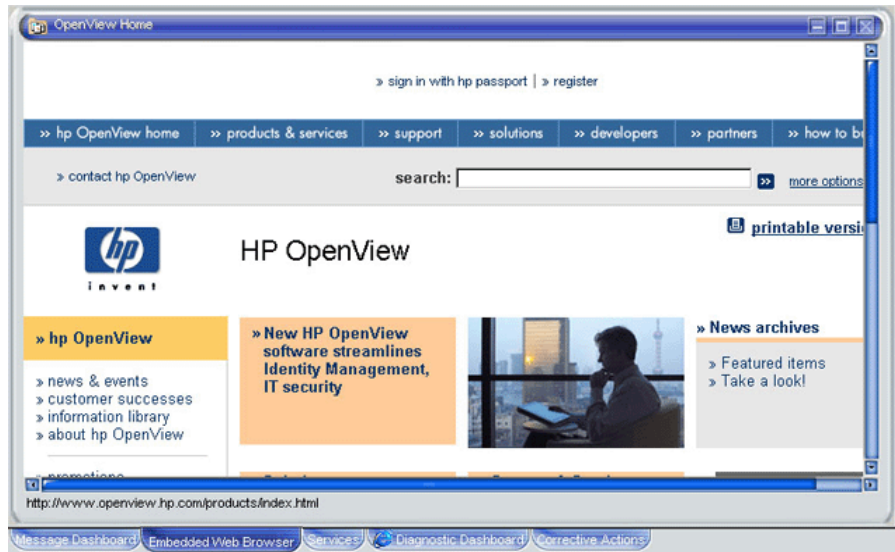 OpenView Home
» sign in with hp passport | » register
» hp OpenView home » products & services » support » solutions » developers » partners » how to bu
» contact hp OpenView search: » more options
printable versi
hp
invent
HP OpenView
» hp OpenView
» news & events
» customer successes
» information library
» about hp OpenView
» New HP OpenView
software streamlines
Identity Management,
IT security
» News archives
» Featured items
» Take a look!
http://www.openview.hp.com/products/index.html
Message Dashboard Embedded Web Browser Services Diagnostic Dashboard Corrective Actions